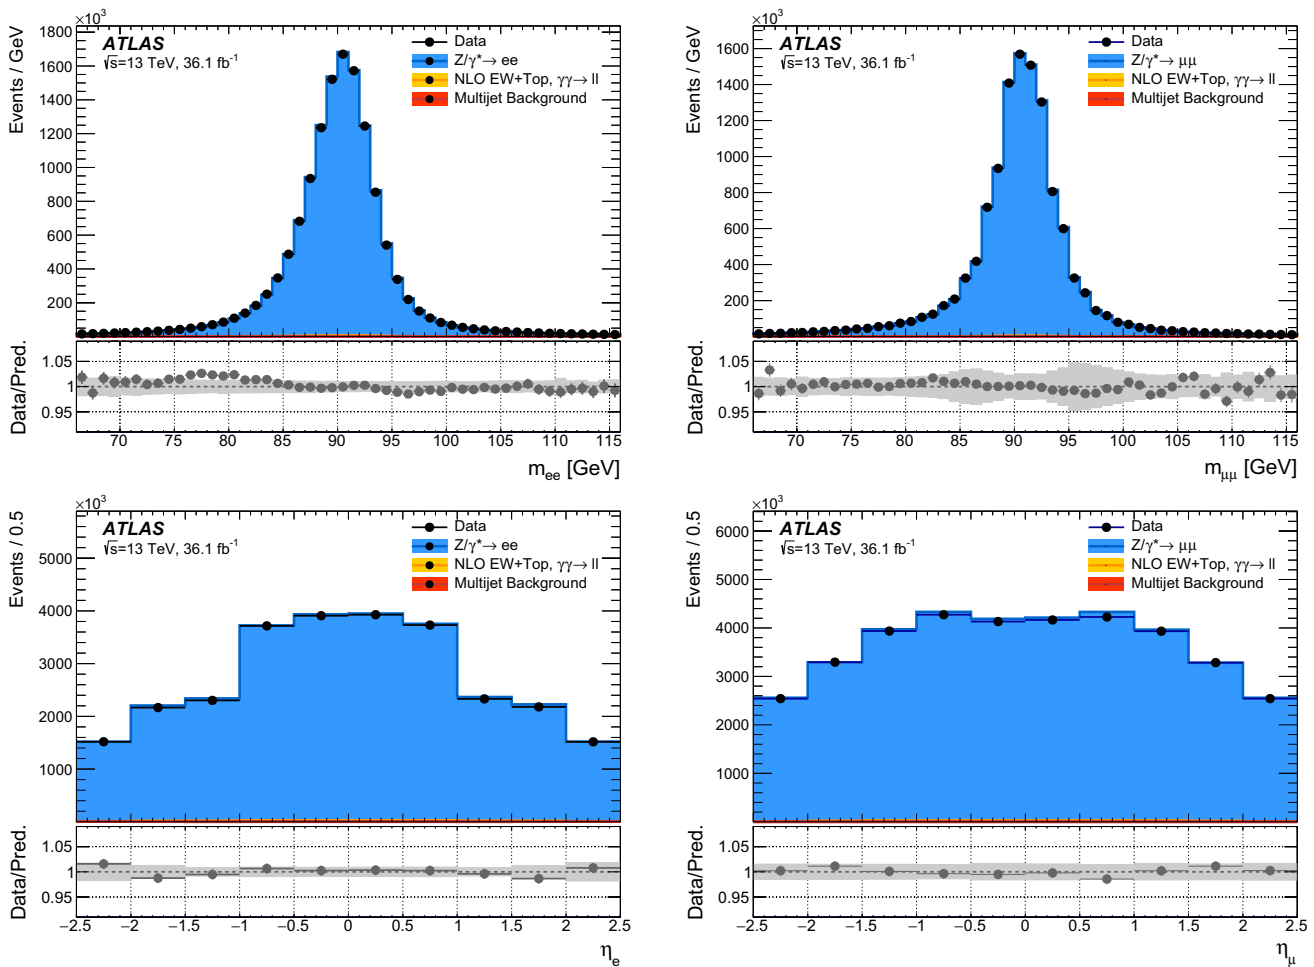 ×10³
Events / GeV
1800
1600
1400
1200
1000
800
600
400
200
ATLAS
√s=13 TeV, 36.1 fb⁻¹
Data
Z/γ*→ ee
NLO EW+Top, γγ→ ll
Multijet Background
Data/Pred.
1.05
1
0.95
70 75 80 85 90 95 100 105 110 115
m_ee [GeV]
×10³
Events / GeV
1600
1400
1200
1000
800
600
400
200
ATLAS
√s=13 TeV, 36.1 fb⁻¹
Data
Z/γ*→ μμ
NLO EW+Top, γγ→ ll
Multijet Background
Data/Pred.
1.05
1
0.95
70 75 80 85 90 95 100 105 110 115
m_μμ [GeV]
×10³
Events / 0.5
5000
4000
3000
2000
1000
ATLAS
√s=13 TeV, 36.1 fb⁻¹
Data
Z/γ*→ ee
NLO EW+Top, γγ→ ll
Multijet Background
Data/Pred.
1.05
1
0.95
−2.5 −2 −1.5 −1 −0.5 0 0.5 1 1.5 2 2.5
η_e
×10³
Events / 0.5
6000
5000
4000
3000
2000
1000
ATLAS
√s=13 TeV, 36.1 fb⁻¹
Data
Z/γ*→ μμ
NLO EW+Top, γγ→ ll
Multijet Background
Data/Pred.
1.05
1
0.95
−2.5 −2 −1.5 −1 −0.5 0 0.5 1 1.5 2 2.5
η_μ